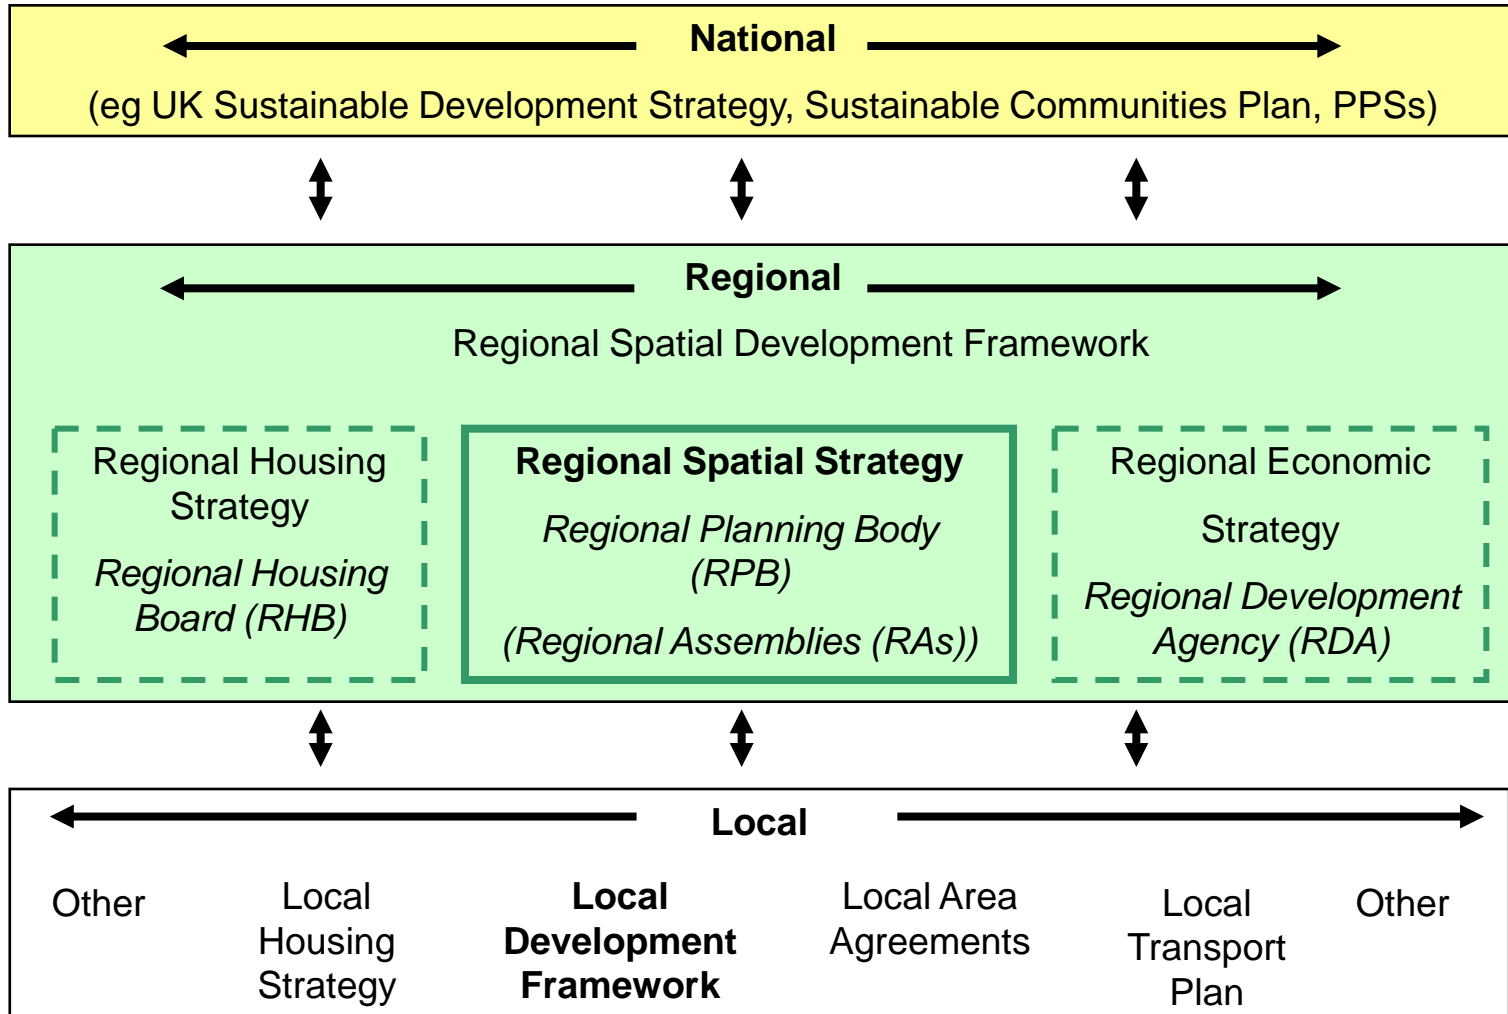 National
(eg UK Sustainable Development Strategy, Sustainable Communities Plan, PPSs)
Regional
Regional Spatial Development Framework
Regional Housing
Strategy
Regional Housing
Board (RHB)
Regional Spatial Strategy
Regional Planning Body
(RPB)
(Regional Assemblies (RAs))
Regional Economic
Strategy
Regional Development
Agency (RDA)
Local
Other
Local
Housing
Strategy
Local
Development
Framework
Local Area
Agreements
Local
Transport
Plan
Other